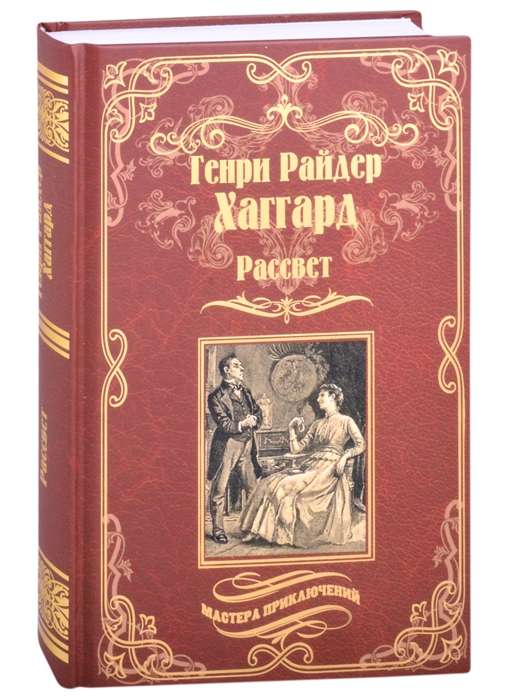 Генри Райдер
Хаггард
Рассвет
Мастера приключений
Генри Райдер
Хаггард
Рассвет